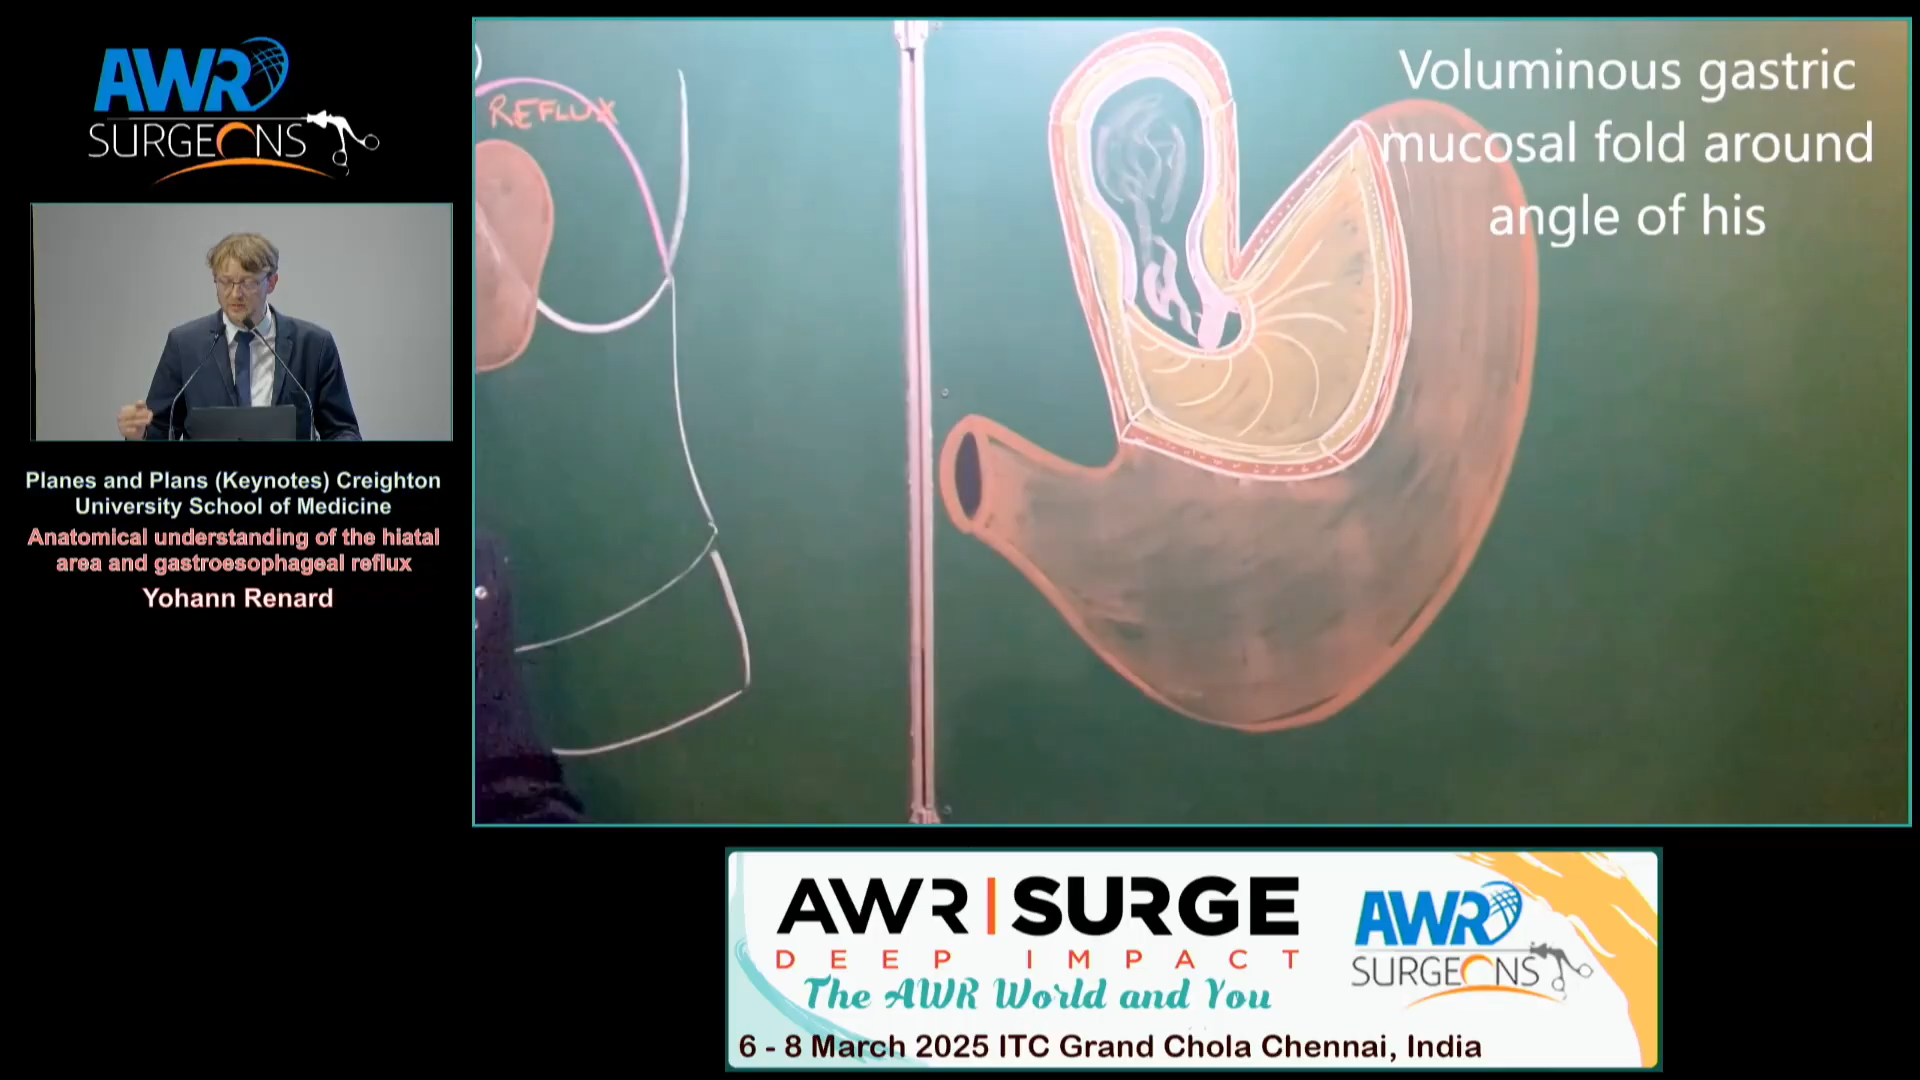 AWR
SURGEONS
Planes and Plans (Keynotes) Creighton
University School of Medicine
Anatomical understanding of the hiatal
area and gastroesophageal reflux
Yohann Renard
REFLUX
Voluminous gastric
mucosal fold around
angle of his
AWR|SURGE
DEEP IMPACT
The AWR World and You
6 - 8 March 2025 ITC Grand Chola Chennai, India
AWR
SURGEONS